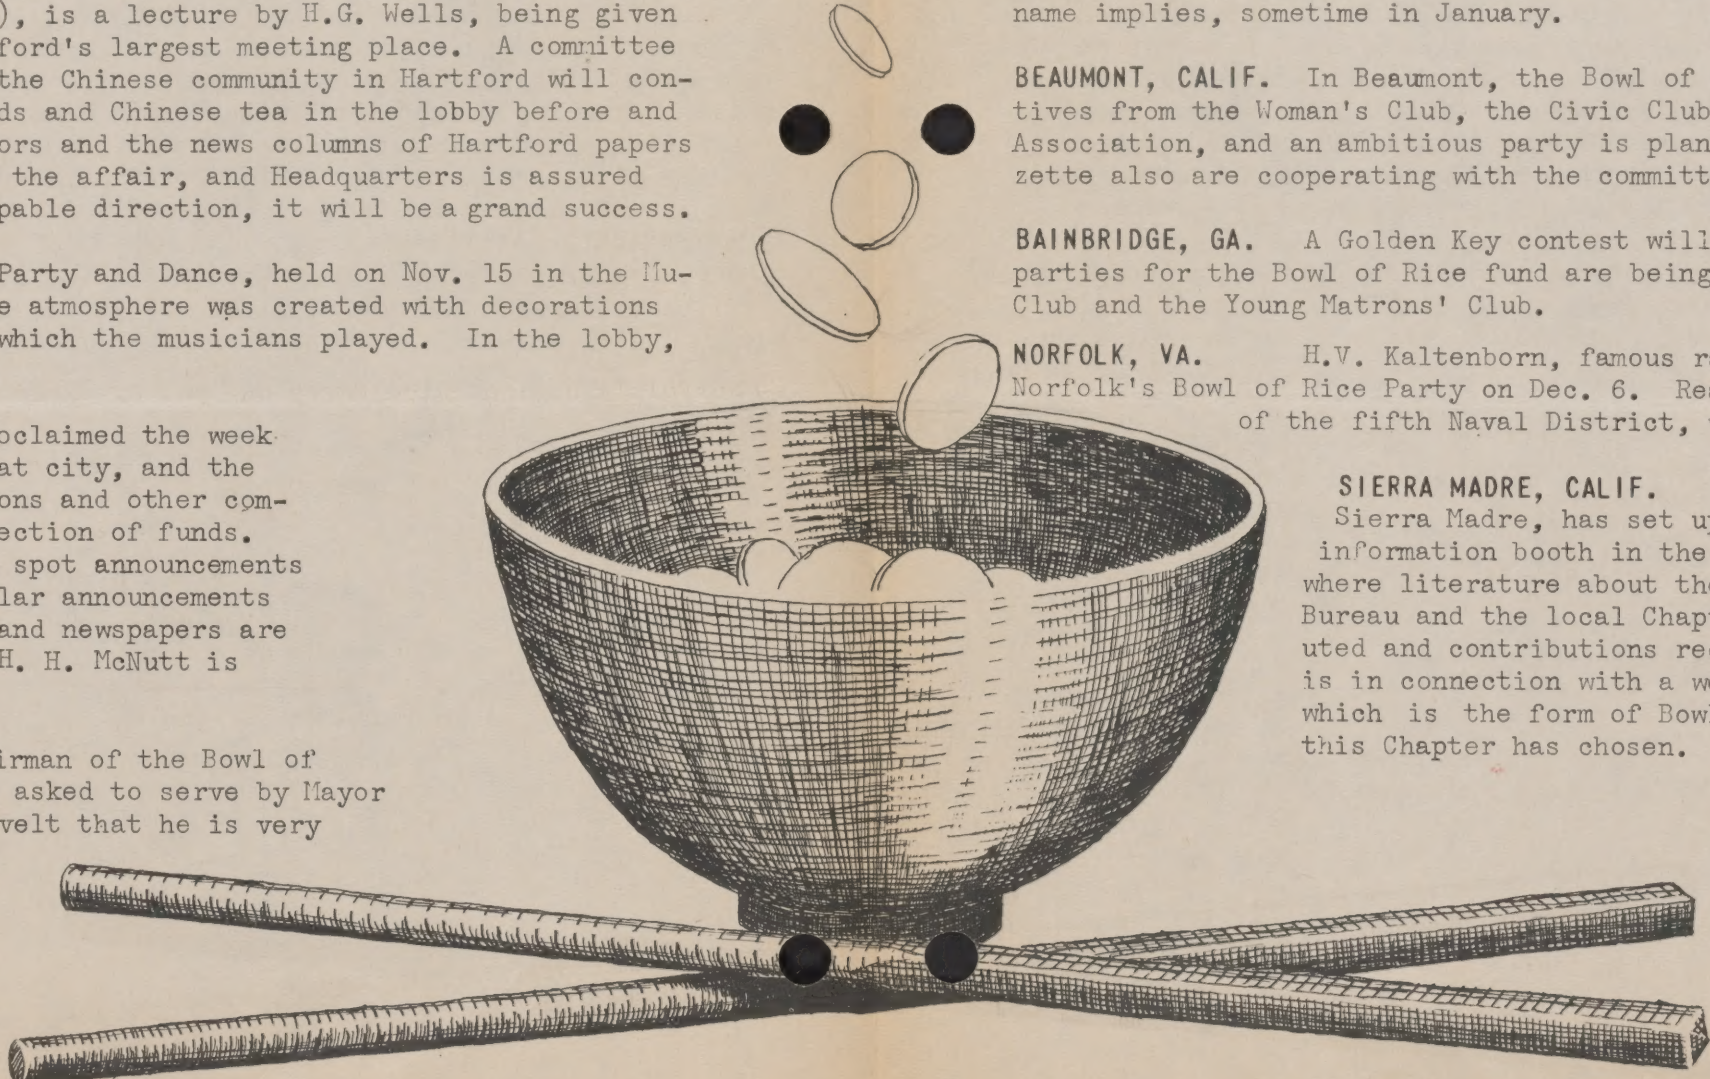 ), is a lecture by H.G. Wells, being given
ford's largest meeting place. A committee
the Chinese community in Hartford will con-
ds and Chinese tea in the lobby before and
ors and the news columns of Hartford papers
the affair, and Headquarters is assured
pable direction, it will be a grand success.
Party and Dance, held on Nov. 15 in the Mu-
e atmosphere was created with decorations
which the musicians played. In the lobby,
oclaimed the week
at city, and the
ons and other com-
ection of funds.
spot announcements
lar announcements
and newspapers are
H. H. McNutt is
irman of the Bowl of
asked to serve by Mayor
velt that he is very
name implies, sometime in January.
BEAUMONT, CALIF. In Beaumont, the Bowl of
tives from the Woman's Club, the Civic Club
Association, and an ambitious party is plan
zette also are cooperating with the committ
BAINBRIDGE, GA. A Golden Key contest will
parties for the Bowl of Rice fund are being
Club and the Young Matrons' Club.
NORFOLK, VA. H.V. Kaltenborn, famous r
Norfolk's Bowl of Rice Party on Dec. 6. Re
of the fifth Naval District,
SIERRA MADRE, CALIF.
Sierra Madre, has set u
information booth in the
where literature about th
Bureau and the local Chap
uted and contributions re
is in connection with a w
which is the form of Bow
this Chapter has chosen.